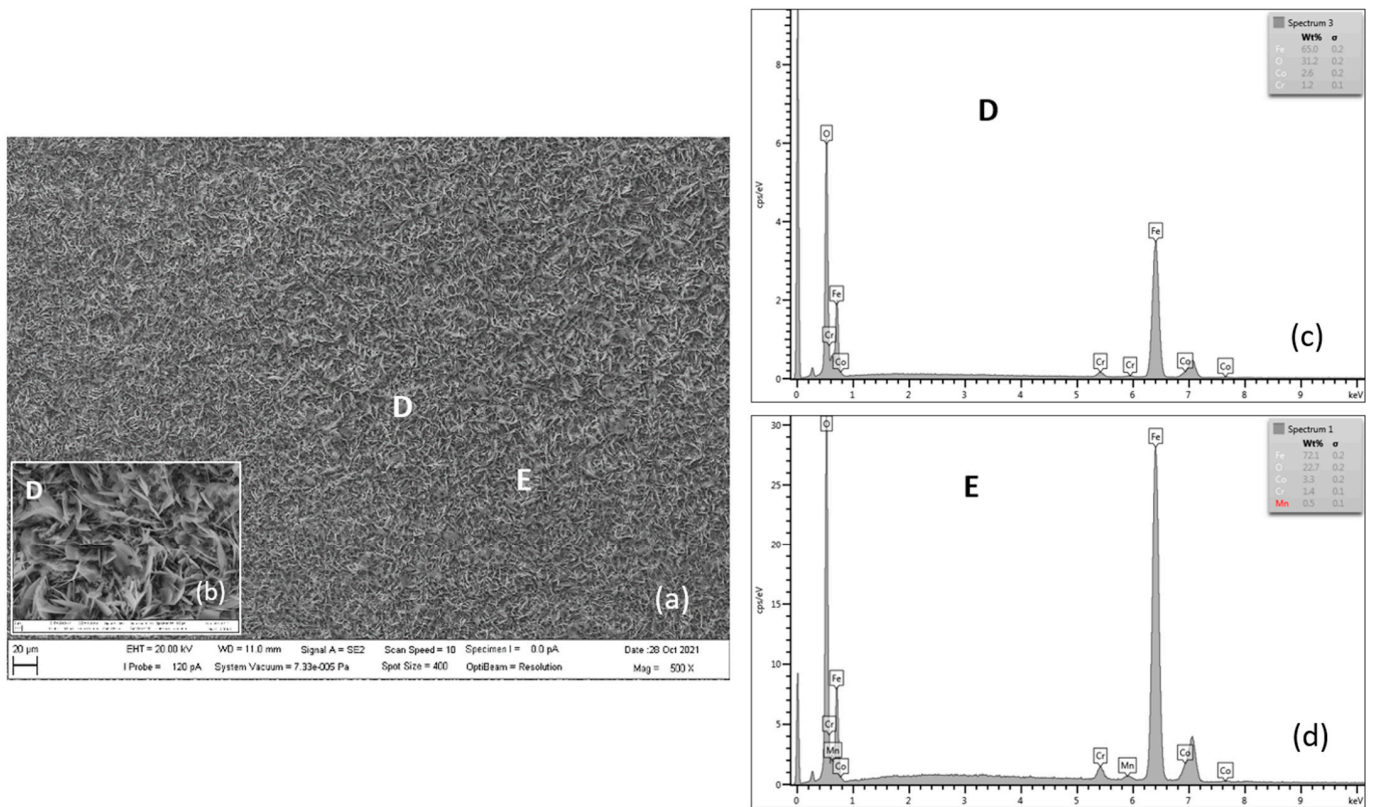 D
E
D
(b)
(a)
20 µm
EHT = 20.00 kV WD = 11.0 mm Signal A = SE2 Scan Speed = 10 Specimen I = 0.0 pA Date :28 Oct 2021
I Probe = 120 pA System Vacuum = 7.33e-005 Pa Spot Size = 400 OptiBeam = Resolution Mag = 500 X
Spectrum 3
Wt% σ
Fe 65.0 0.2
O 31.2 0.2
Co 2.6 0.2
Cr 1.2 0.1
D
(c)
cps/eV
8
6
4
2
0
O
Fe
Cr
Co
Cr
Cr
Fe
Co
Co
0 1 2 3 4 5 6 7 8 9 keV
Spectrum 1
Wt% σ
Fe 72.1 0.2
O 22.7 0.2
Co 3.3 0.2
Cr 1.4 0.1
Mn 0.5 0.1
E
(d)
cps/eV
30
25
20
15
10
5
0
O
Fe
Cr
Mn
Co
Cr
Mn
Fe
Co
Co
0 1 2 3 4 5 6 7 8 9 keV